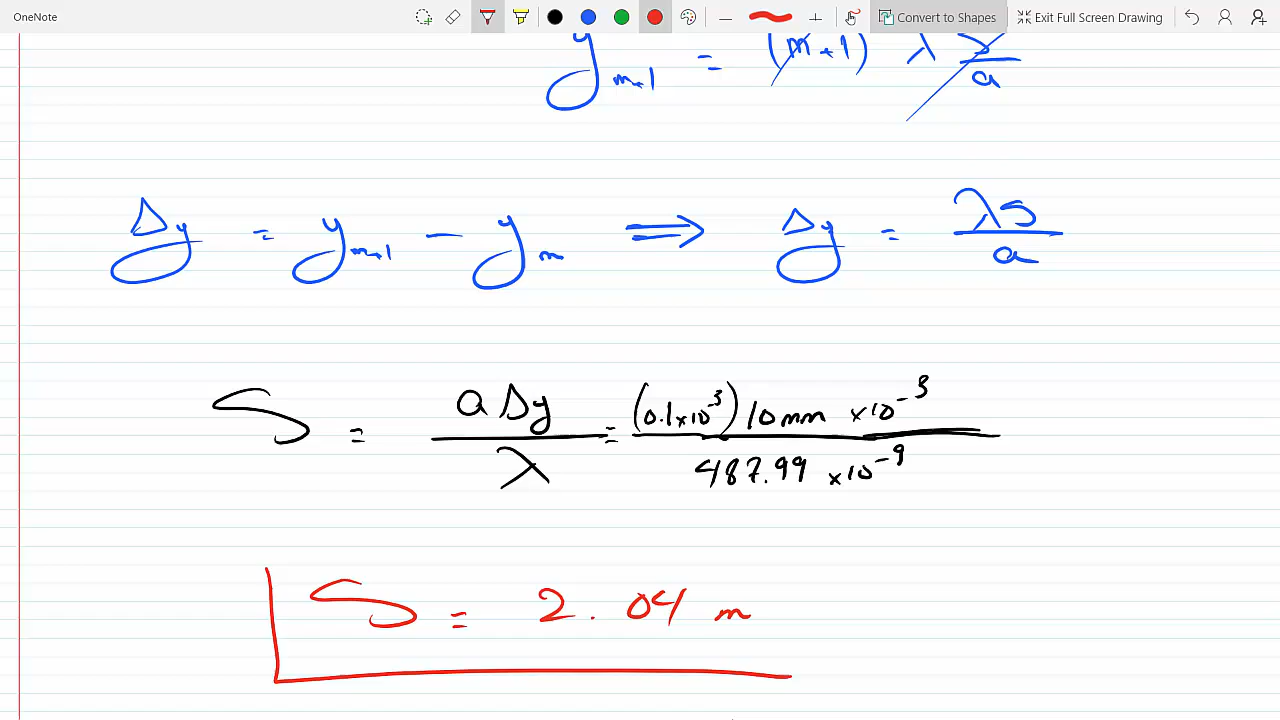 OneNote Convert to Shapes Exit Full Screen Drawing
y_{m+1} = (m+1) λ S/a
Δy = y_{m+1} − y_m ⟹ Δy = λS/a
S = a Δy / λ = (0.1×10^{-3}) 10mm ×10^{-3} / 487.99 ×10^{-9}
S = 2.04 m